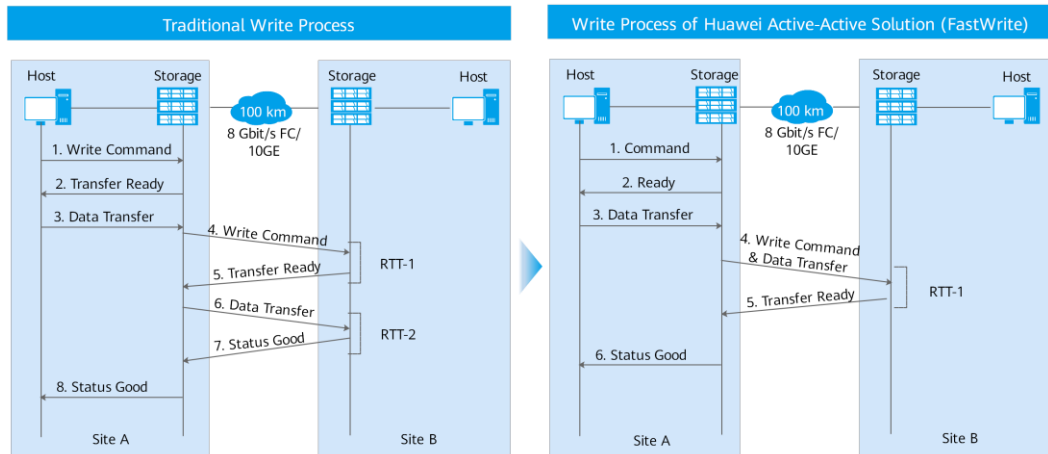 Traditional Write Process
Host
Storage
Storage
Host
100 km
8 Gbit/s FC/
10GE
1. Write Command
2. Transfer Ready
3. Data Transfer
4. Write Command
5. Transfer Ready
RTT-1
6. Data Transfer
7. Status Good
RTT-2
8. Status Good
Site A
Site B
Write Process of Huawei Active-Active Solution (FastWrite)
Host
Storage
Storage
Host
100 km
8 Gbit/s FC/
10GE
1. Command
2. Ready
3. Data Transfer
4. Write Command
& Data Transfer
5. Transfer Ready
RTT-1
6. Status Good
Site A
Site B